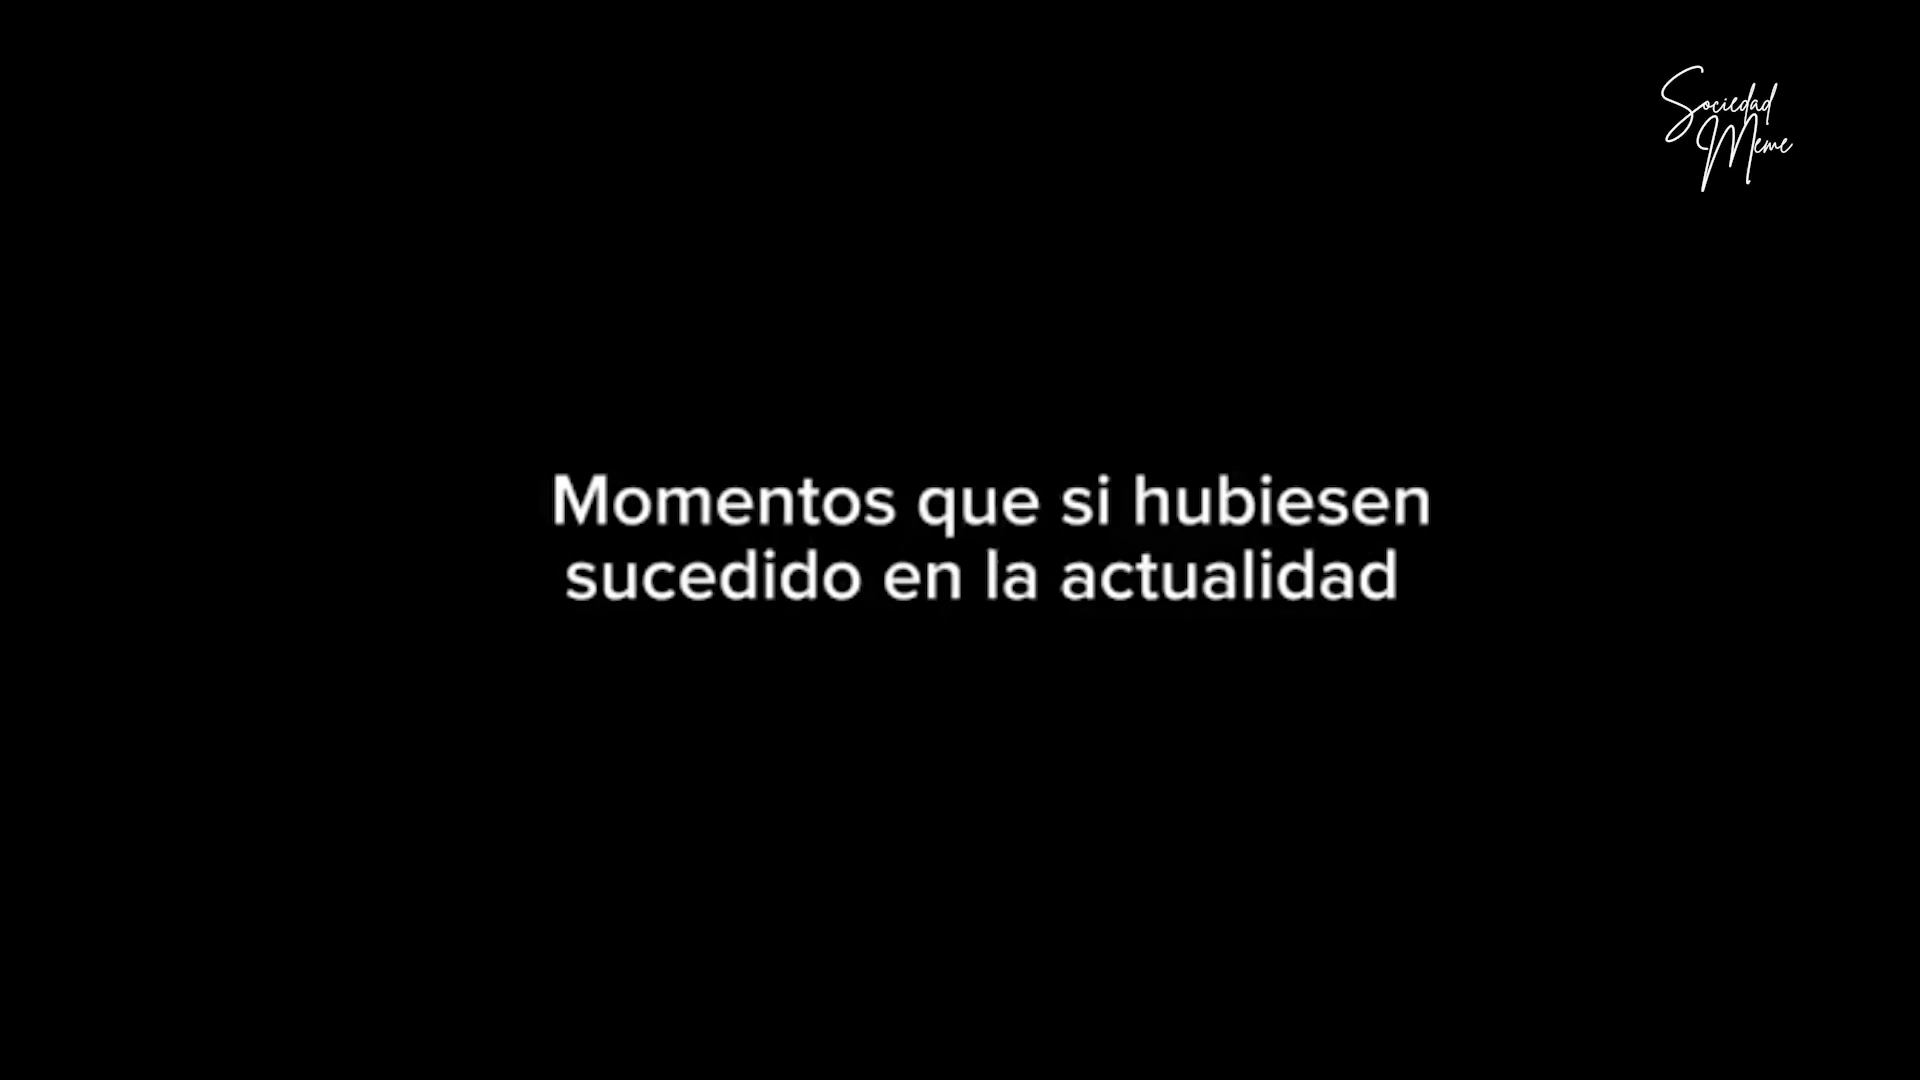 Sociedad
Meme
Momentos que si hubiesen
sucedido en la actualidad